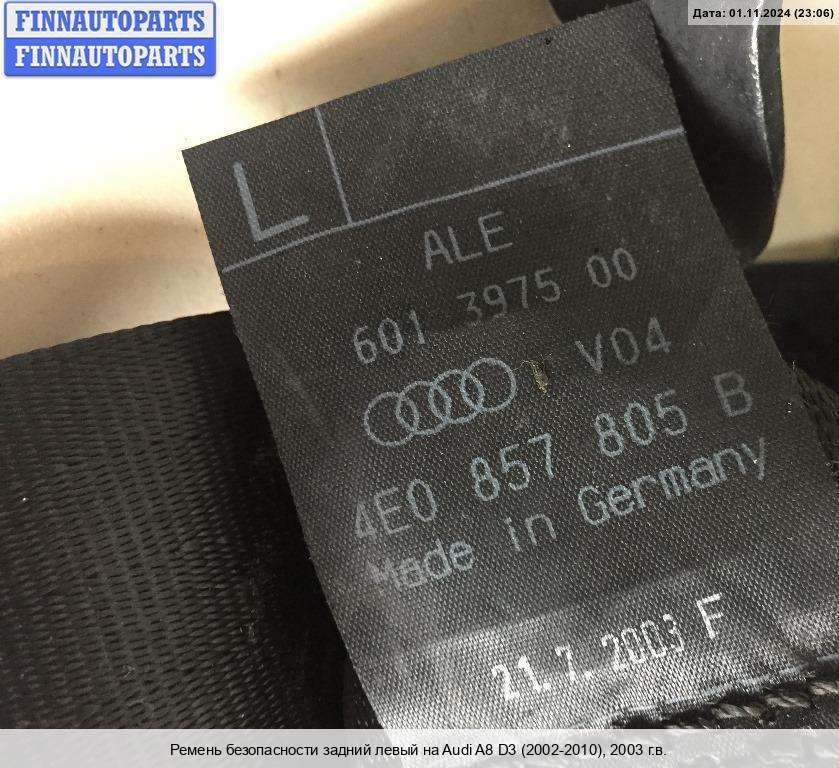 FINNAUTOPARTS
FINNAUTOPARTS
Дата: 01.11.2024 (23:06)
L
ALE
601 3975 00
V04
4E0 857 805 B
Made in Germany
21.7.2003 F
Ремень безопасности задний левый на Audi A8 D3 (2002-2010), 2003 г.в.